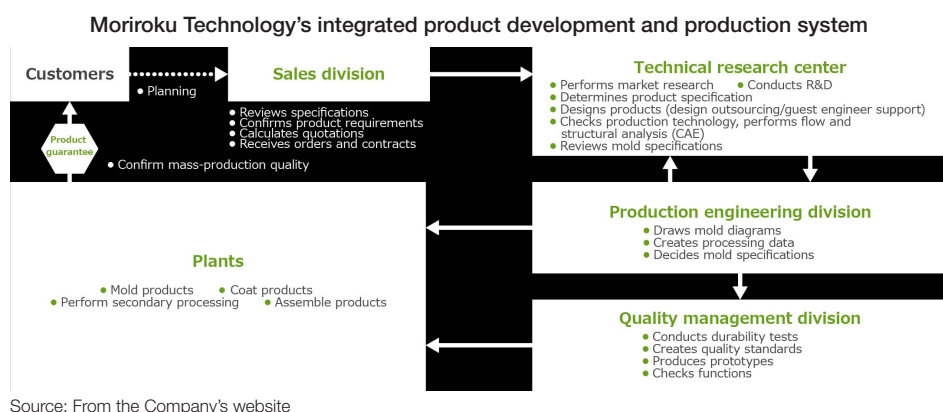 Moriroku Technology's integrated product development and production system
Customers
● Planning
Sales division
● Reviews specifications
● Confirms product requirements
● Calculates quotations
● Receives orders and contracts
Technical research center
● Performs market research ● Conducts R&D
● Determines product specification
● Designs products (design outsourcing/guest engineer support)
● Checks production technology, performs flow and
structural analysis (CAE)
● Reviews mold specifications
Product
guarantee
● Confirm mass-production quality
Production engineering division
● Draws mold diagrams
● Creates processing data
● Decides mold specifications
Plants
● Mold products ● Coat products
● Perform secondary processing ● Assemble products
Quality management division
● Conducts durability tests
● Creates quality standards
● Produces prototypes
● Checks functions
Source: From the Company's website